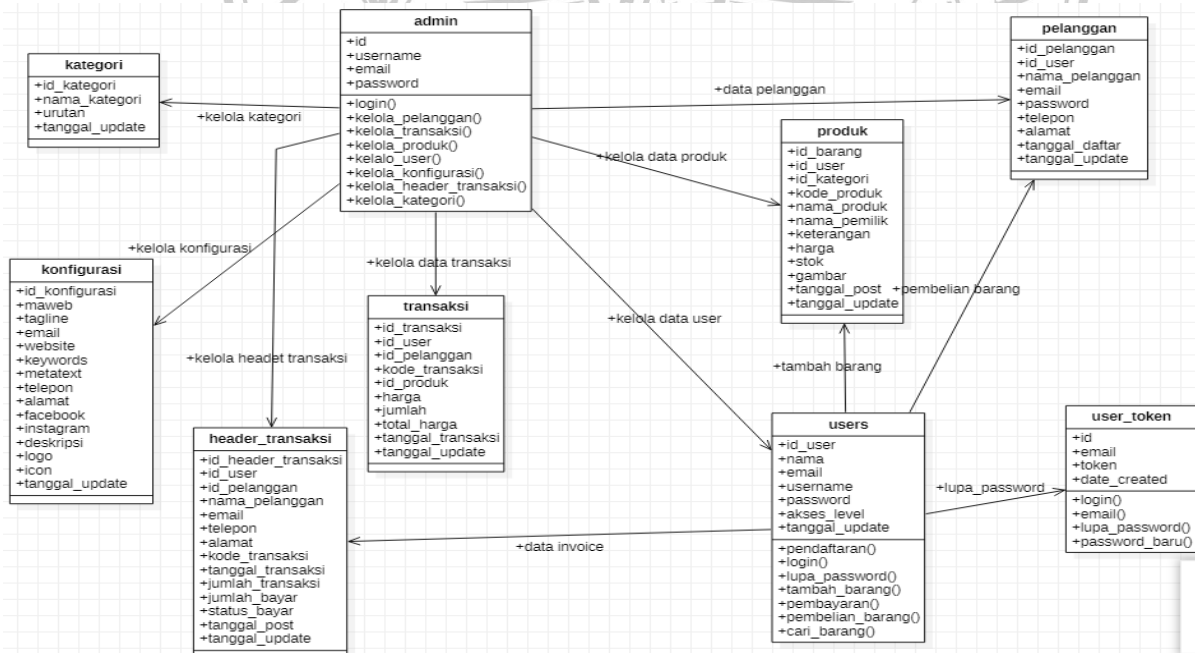 admin
+id
+username
+email
+password
+login()
+kelola_pelanggan()
+kelola_transaksi()
+kelola_produk()
+kelalo_user()
+kelola_konfigurasi()
+kelola_header_transaksi()
+kelola_kategori()
kategori
+id_kategori
+nama_kategori
+urutan
+tanggal_update
+kelola kategori
+data pelanggan
pelanggan
+id_pelanggan
+id_user
+nama_pelanggan
+email
+password
+telepon
+alamat
+tanggal_daftar
+tanggal_update
produk
+id_barang
+id_user
+id_kategori
+kode_produk
+nama_produk
+nama_pemilik
+keterangan
+harga
+stok
+gambar
+tanggal_post
+tanggal_update
+kelola data produk
+pembelian barang
+kelola konfigurasi
+kelola data transaksi
+kelola data user
+kelola headet transaksi
+tambah barang
konfigurasi
+id_konfigurasi
+maweb
+tagline
+email
+website
+keywords
+metatext
+telepon
+alamat
+facebook
+instagram
+deskripsi
+logo
+icon
+tanggal_update
transaksi
+id_transaksi
+id_user
+id_pelanggan
+kode_transaksi
+id_produk
+harga
+jumlah
+total_harga
+tanggal_transaksi
+tanggal_update
header_transaksi
+id_header_transaksi
+id_user
+id_pelanggan
+nama_pelanggan
+email
+telepon
+alamat
+kode_transaksi
+tanggal_transaksi
+jumlah_transaksi
+jumlah_bayar
+status_bayar
+tanggal_post
+tanggal_update
+data invoice
users
+id_user
+nama
+email
+username
+password
+akses_level
+tanggal_update
+pendaftaran()
+login()
+lupa_password()
+tambah_barang()
+pembayaran()
+pembelian_barang()
+cari_barang()
+lupa_password
user_token
+id
+email
+token
+date_created
+login()
+email()
+lupa_password()
+password_baru()